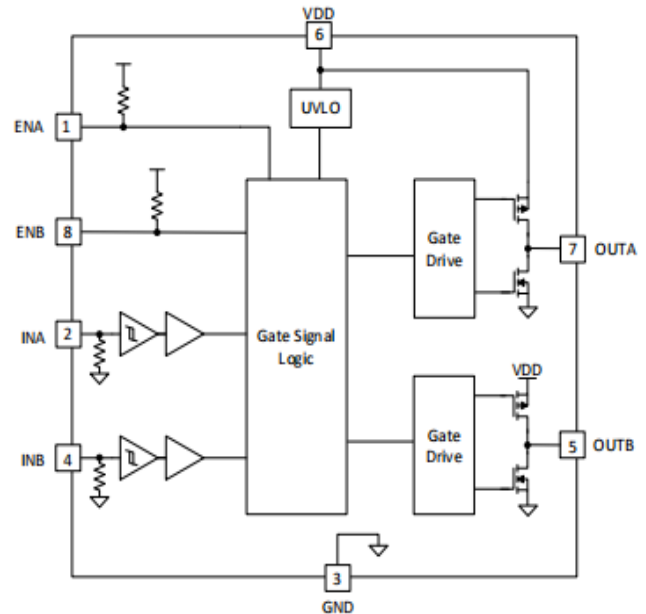 VDD
6
UVLO
ENA 1
ENB 8
Gate
Drive
7 OUTA
INA 2
Gate Signal
Logic
VDD
INB 4
Gate
Drive
5 OUTB
3
GND